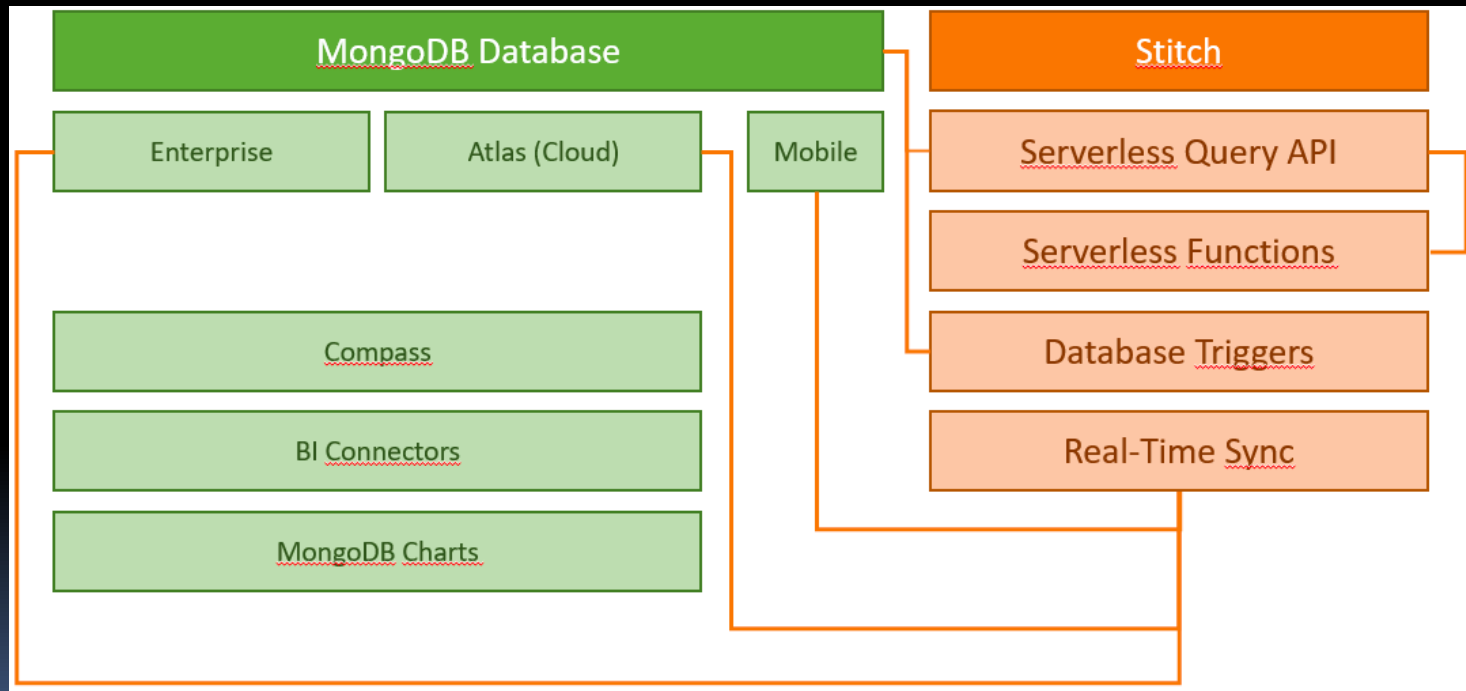 MongoDB Database
Stitch
Enterprise
Atlas (Cloud)
Mobile
Serverless Query API
Serverless Functions
Compass
Database Triggers
BI Connectors
Real-Time Sync
MongoDB Charts